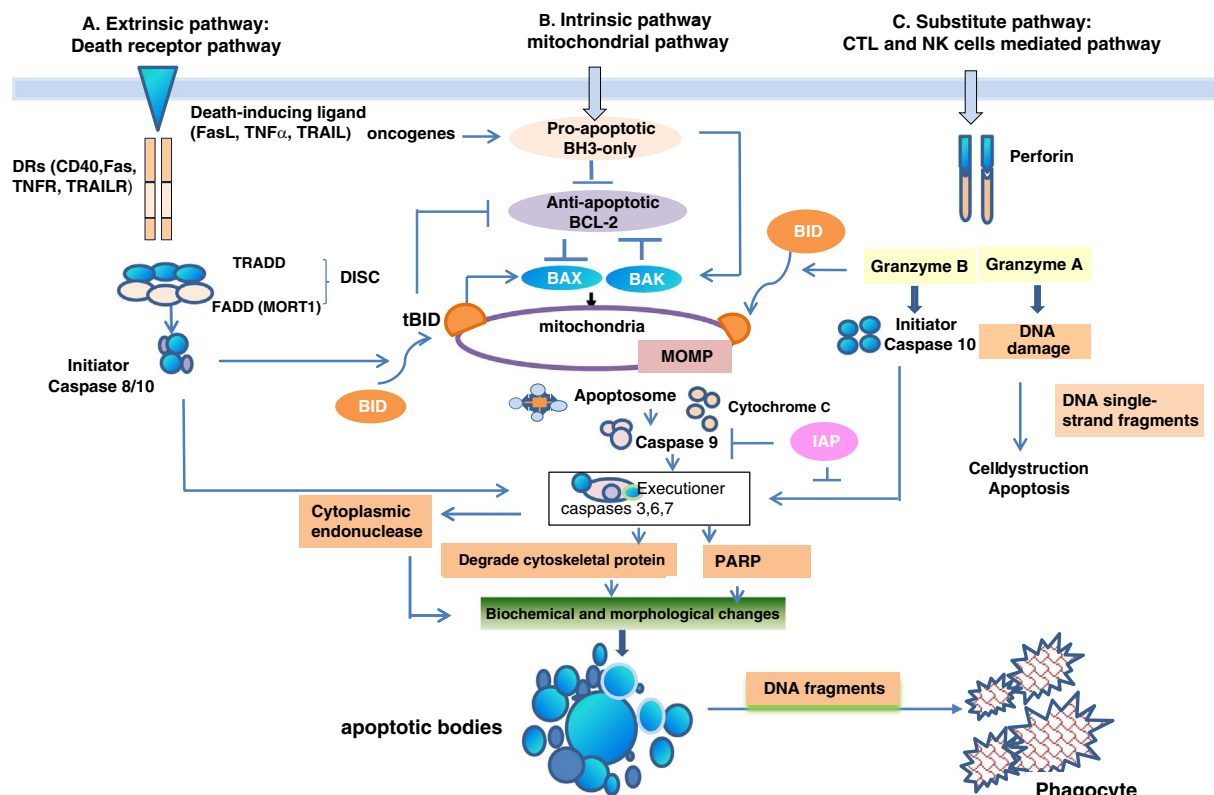 A. Extrinsic pathway:
Death receptor pathway
B. Intrinsic pathway
mitochondrial pathway
C. Substitute pathway:
CTL and NK cells mediated pathway
Death-inducing ligand
(FasL, TNFα, TRAIL)
oncogenes
Pro-apoptotic
BH3-only
DRs (CD40,Fas,
TNFR, TRAILR)
Perforin
Anti-apoptotic
BCL-2
BID
TRADD
DISC
FADD (MORT1)
BAX
BAK
Granzyme B
Granzyme A
tBID
mitochondria
MOMP
Initiator
Caspase 10
DNA
damage
Initiator
Caspase 8/10
BID
Apoptosome
Cytochrome C
Caspase 9
IAP
DNA single-
strand fragments
Celldystruction
Apoptosis
Executioner
caspases 3,6,7
Cytoplasmic
endonuclease
Degrade cytoskeletal protein
PARP
Biochemical and morphological changes
apoptotic bodies
DNA fragments
Phagocyte